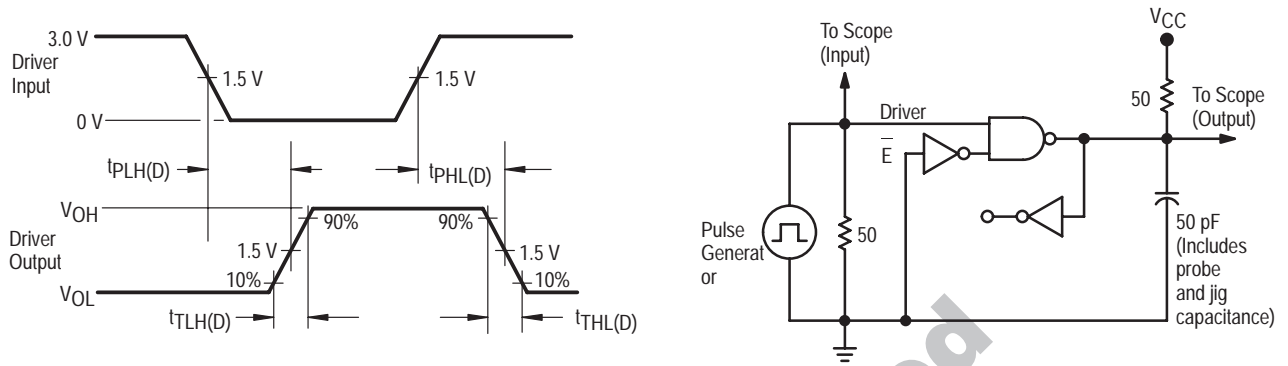 3.0 V
Driver
Input
1.5 V
1.5 V
0 V
tPLH(D)
tPHL(D)
VOH
90%
90%
Driver
Output
1.5 V
1.5 V
10%
10%
VOL
tTLH(D)
tTHL(D)
To Scope
(Input)
VCC
50
To Scope
(Output)
Driver
E
Pulse
Generat
or
50
50 pF
(Includes
probe
and jig
capacitance)
ed